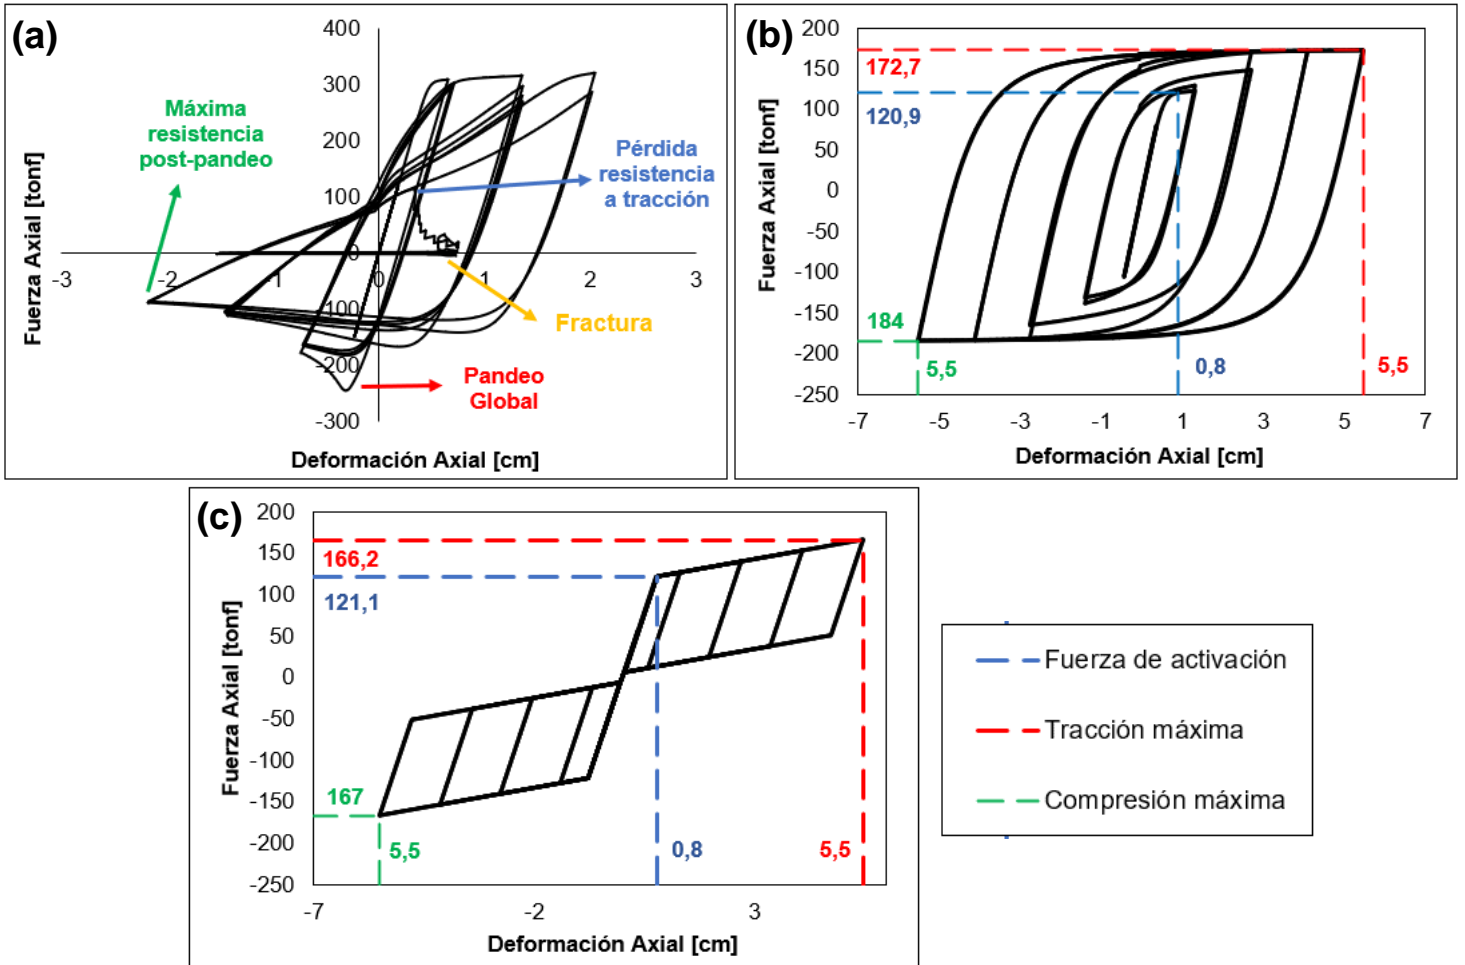 (a)
400
300
200
100
0
-100
-200
-300
-3
-2
-1
0
1
2
3
Fuerza Axial [tonf]
Deformación Axial [cm]
Máxima
resistencia
post-pandeo
Pérdida
resistencia
a tracción
Fractura
Pandeo
Global
(b)
200
150
100
50
0
-50
-100
-150
-200
-250
-7
-5
-3
-1
1
3
5
7
Fuerza Axial [tonf]
Deformación Axial [cm]
172,7
120,9
184
5,5
0,8
5,5
(c)
200
150
100
50
0
-50
-100
-150
-200
-250
-7
-2
3
Fuerza Axial [tonf]
Deformación Axial [cm]
166,2
121,1
167
5,5
0,8
5,5
Fuerza de activación
Tracción máxima
Compresión máxima